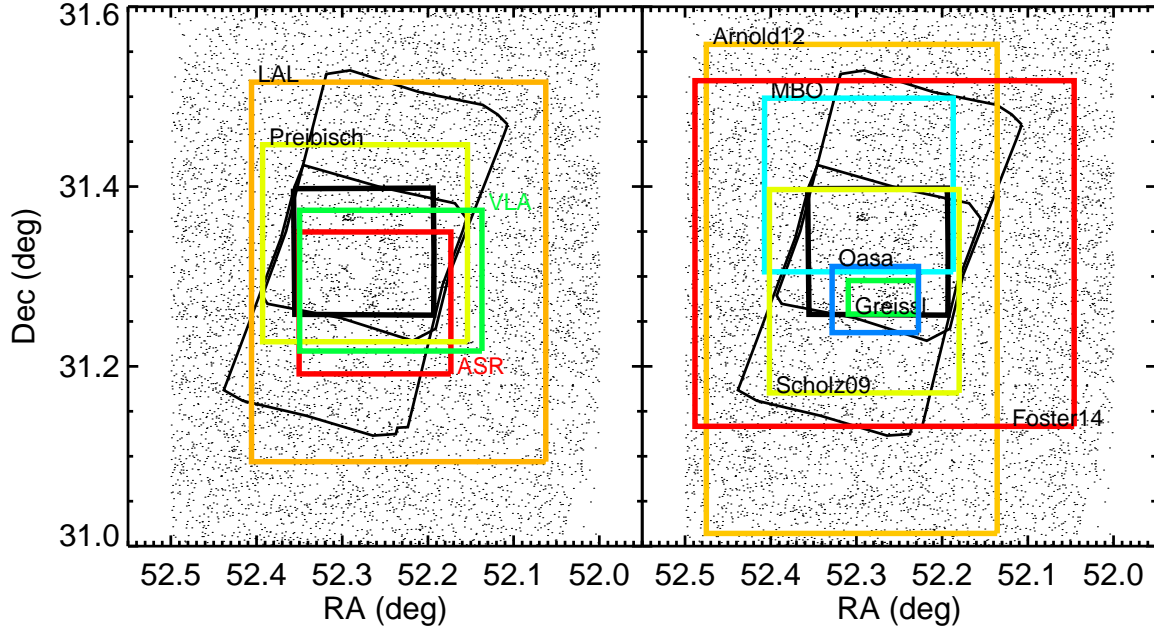 31.6
31.4
31.2
31.0
Dec (deg)
LAL
Preibisch
VLA
ASR
52.5 52.4 52.3 52.2 52.1 52.0
RA (deg)
Arnold12
MBO
Oasa
Greissl
Scholz09
Foster14
52.5 52.4 52.3 52.2 52.1 52.0
RA (deg)